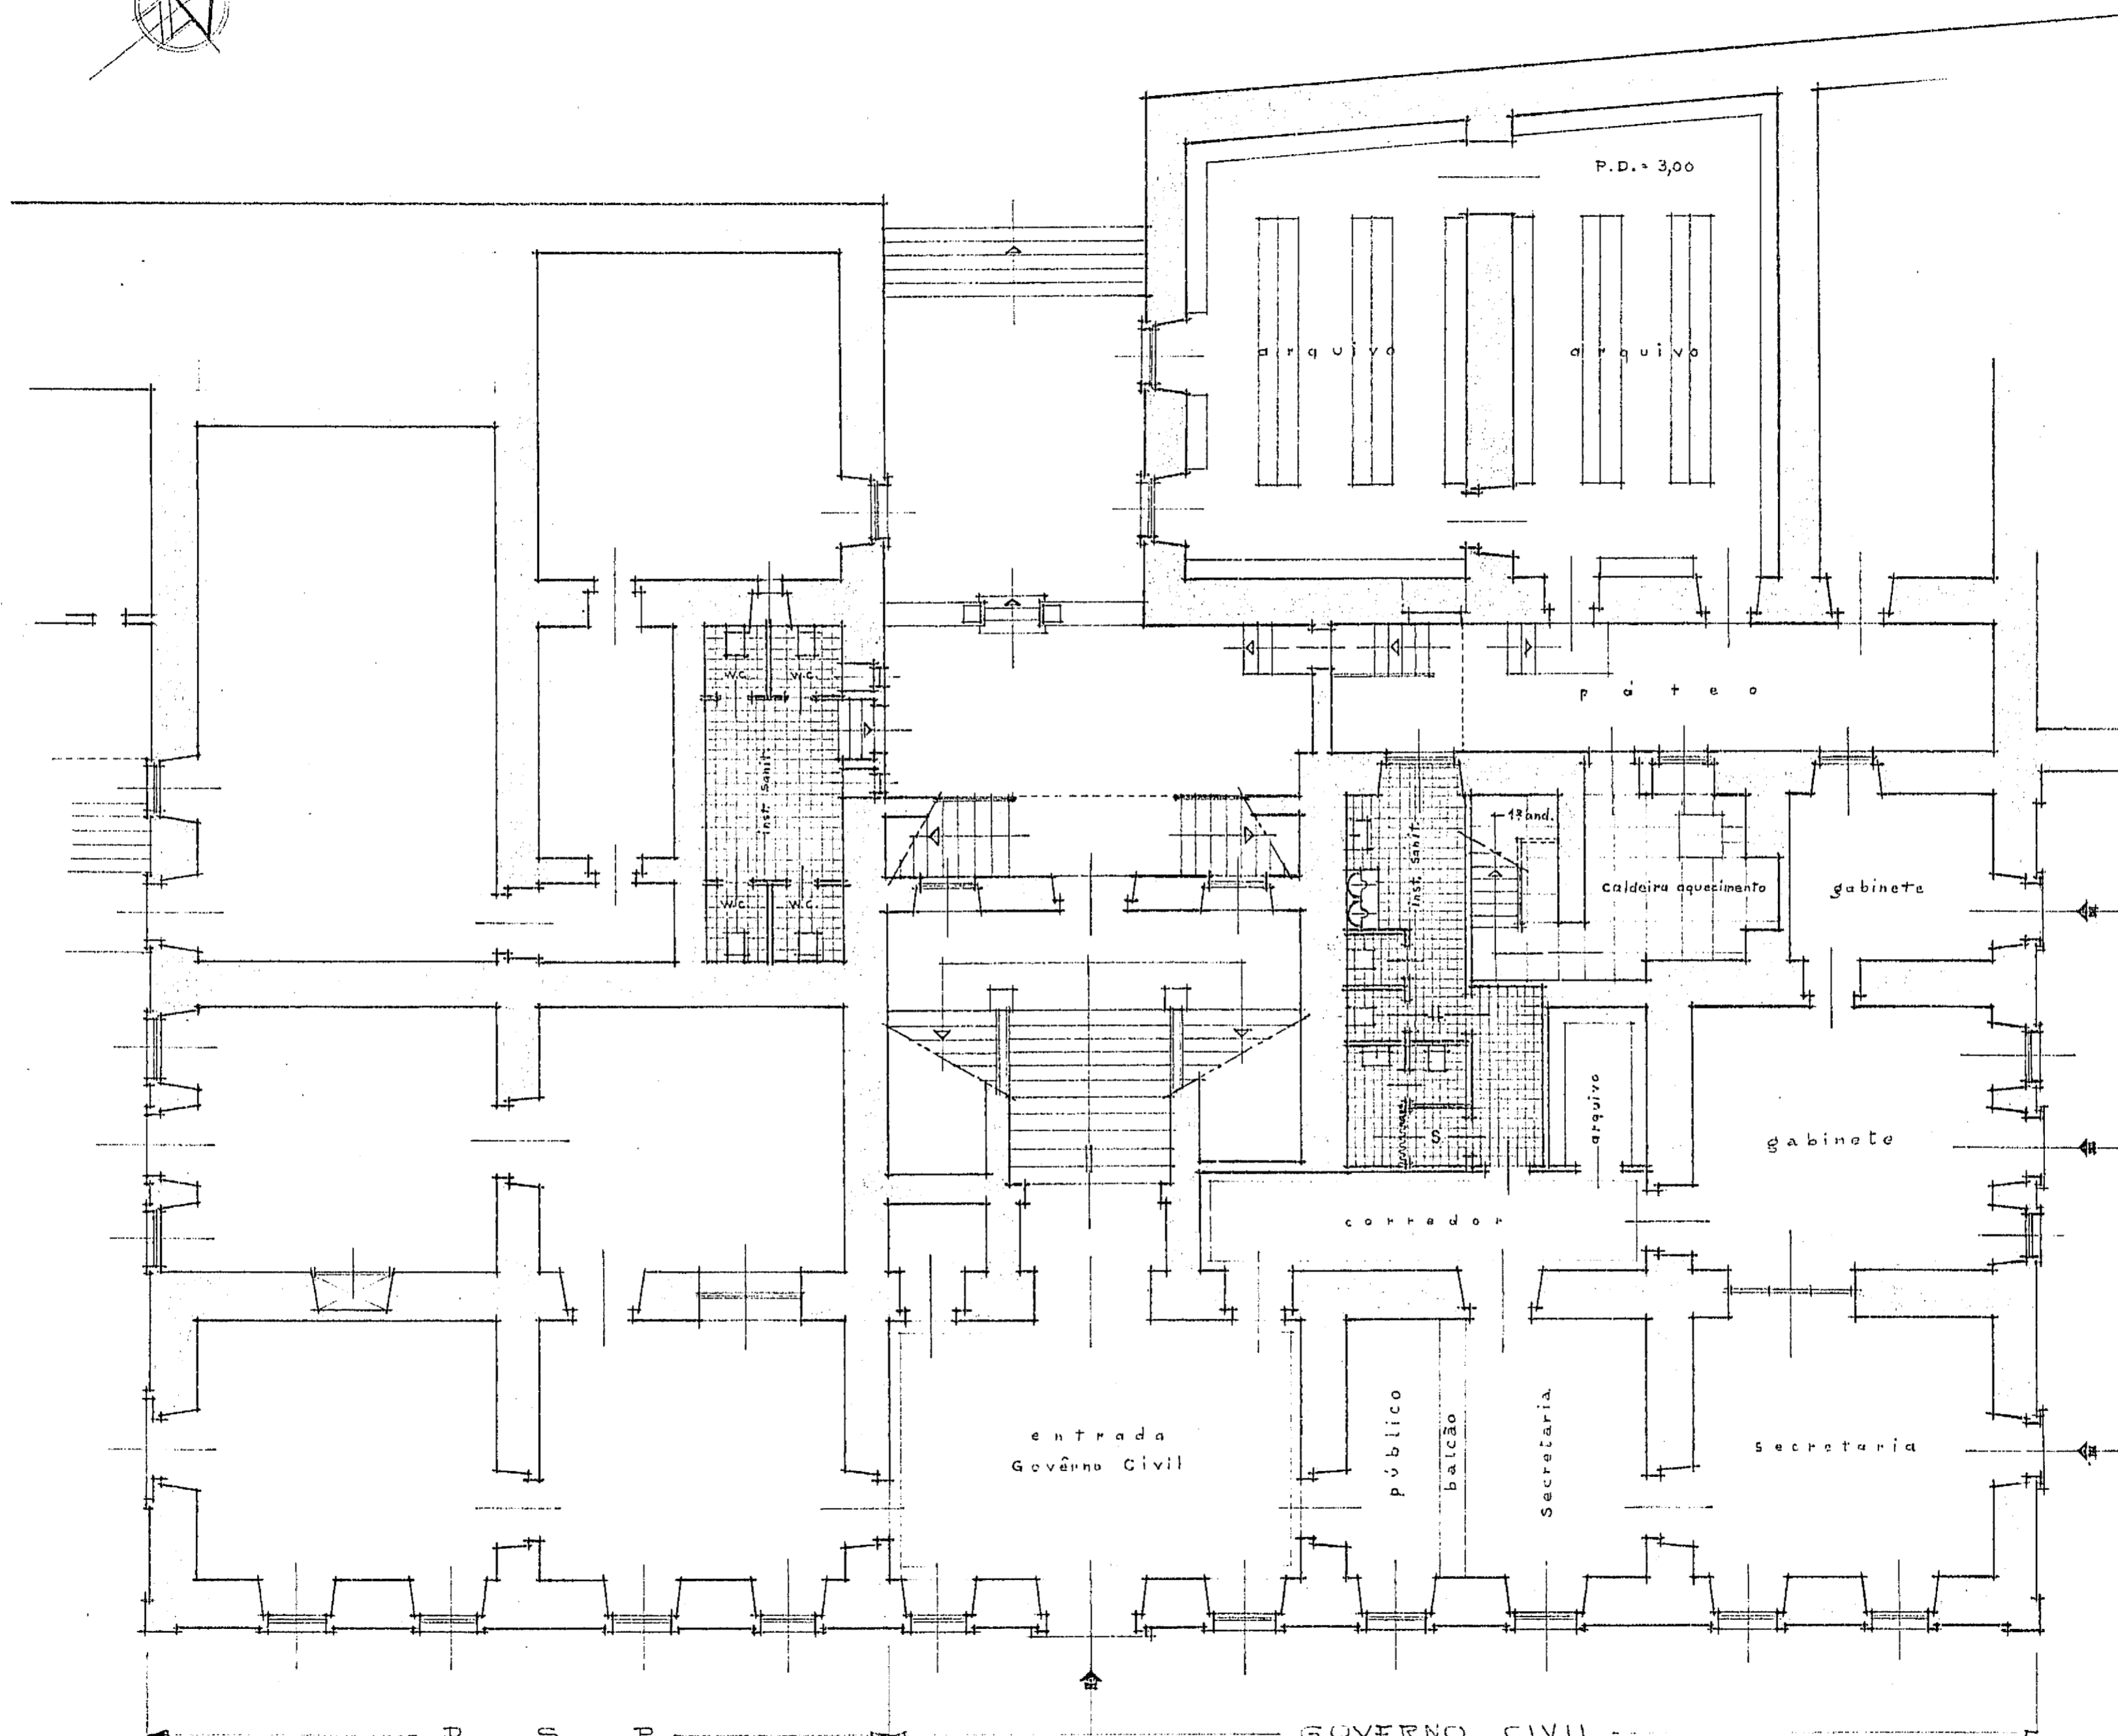 P.D. = 3,00
arquivo
arquivo
W.C. W.C.
páteo
Inst. Sanit.
1º and.
Inst. Sanit.
caldeira aquecimento
gabinete
W.C. W.C.
arquivo
S
gabinete
corredor
público
balcão
Secretaria
entrada
Govêrno Civil
secretaria
P S P
GOVERNO CIVIL